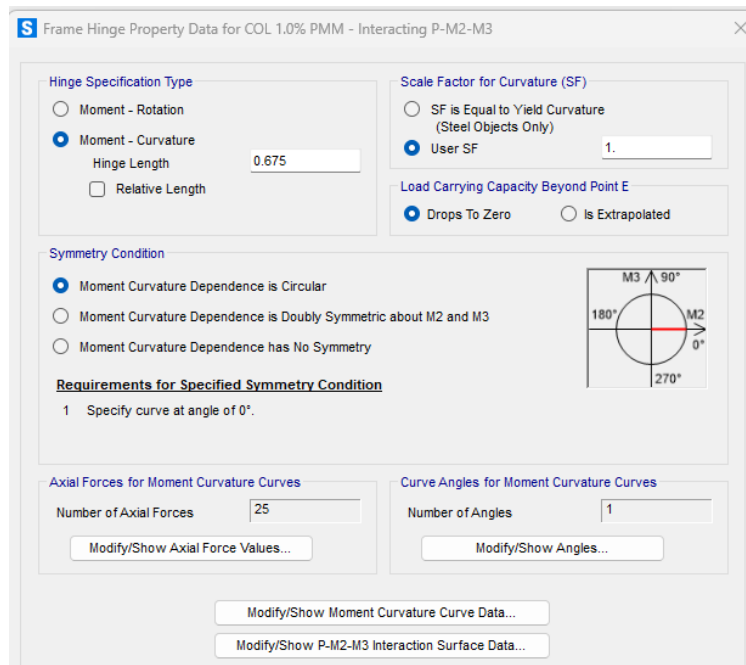 S Frame Hinge Property Data for COL 1.0% PMM - Interacting P-M2-M3
Hinge Specification Type
Moment - Rotation
Moment - Curvature
Hinge Length 0.675
Relative Length
Scale Factor for Curvature (SF)
SF is Equal to Yield Curvature
(Steel Objects Only)
User SF 1.
Load Carrying Capacity Beyond Point E
Drops To Zero Is Extrapolated
Symmetry Condition
Moment Curvature Dependence is Circular
Moment Curvature Dependence is Doubly Symmetric about M2 and M3
Moment Curvature Dependence has No Symmetry
Requirements for Specified Symmetry Condition
1 Specify curve at angle of 0°.
M3 90°
180° M2
0°
270°
Axial Forces for Moment Curvature Curves
Number of Axial Forces 25
Modify/Show Axial Force Values...
Curve Angles for Moment Curvature Curves
Number of Angles 1
Modify/Show Angles...
Modify/Show Moment Curvature Curve Data...
Modify/Show P-M2-M3 Interaction Surface Data...